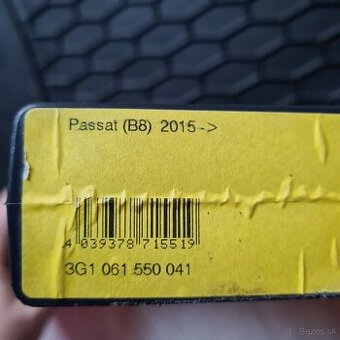 Passat (B8) 2015->
4 039378 715519
3G1 061 550 041
Bazos.sk